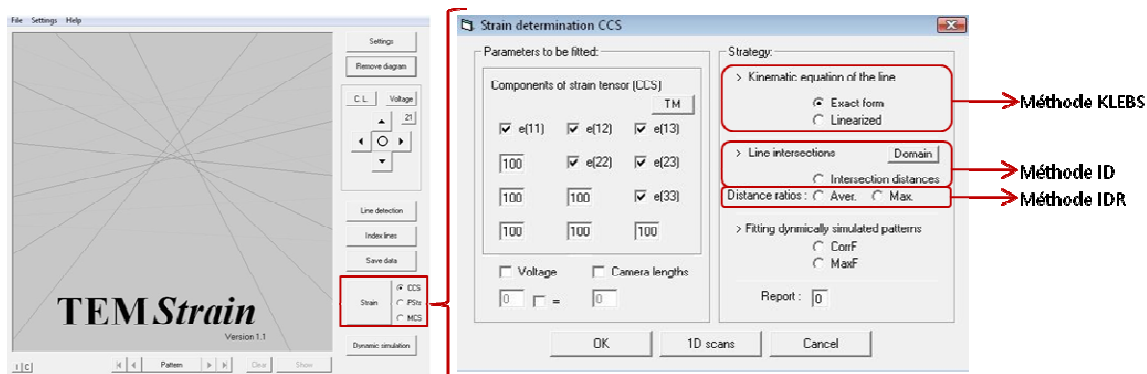 File Settings Help
Settings
Remove diagram
C.L. Voltage
21
Line detection
Index lines
Save data
Strain
CCS
PStr
MCS
Dynamic simulation
TEMStrain
Version 1.1
I C
Pattern
Clear
Show
Strain determination CCS
Parameters to be fitted:
Components of strain tensor (CCS)
TM
e(11) e(12) e(13)
100 e(22) e(23)
100 100 e(33)
100 100 100
Voltage Camera lengths
0 = 0
Strategy:
> Kinematic equation of the line
Exact form
Linearized
> Line intersections Domain
Intersection distances
Distance ratios : Aver. Max.
> Fitting dynmically simulated patterns
CorrF
MaxF
Report : 0
OK 1D scans Cancel
Méthode KLEBS
Méthode ID
Méthode IDR